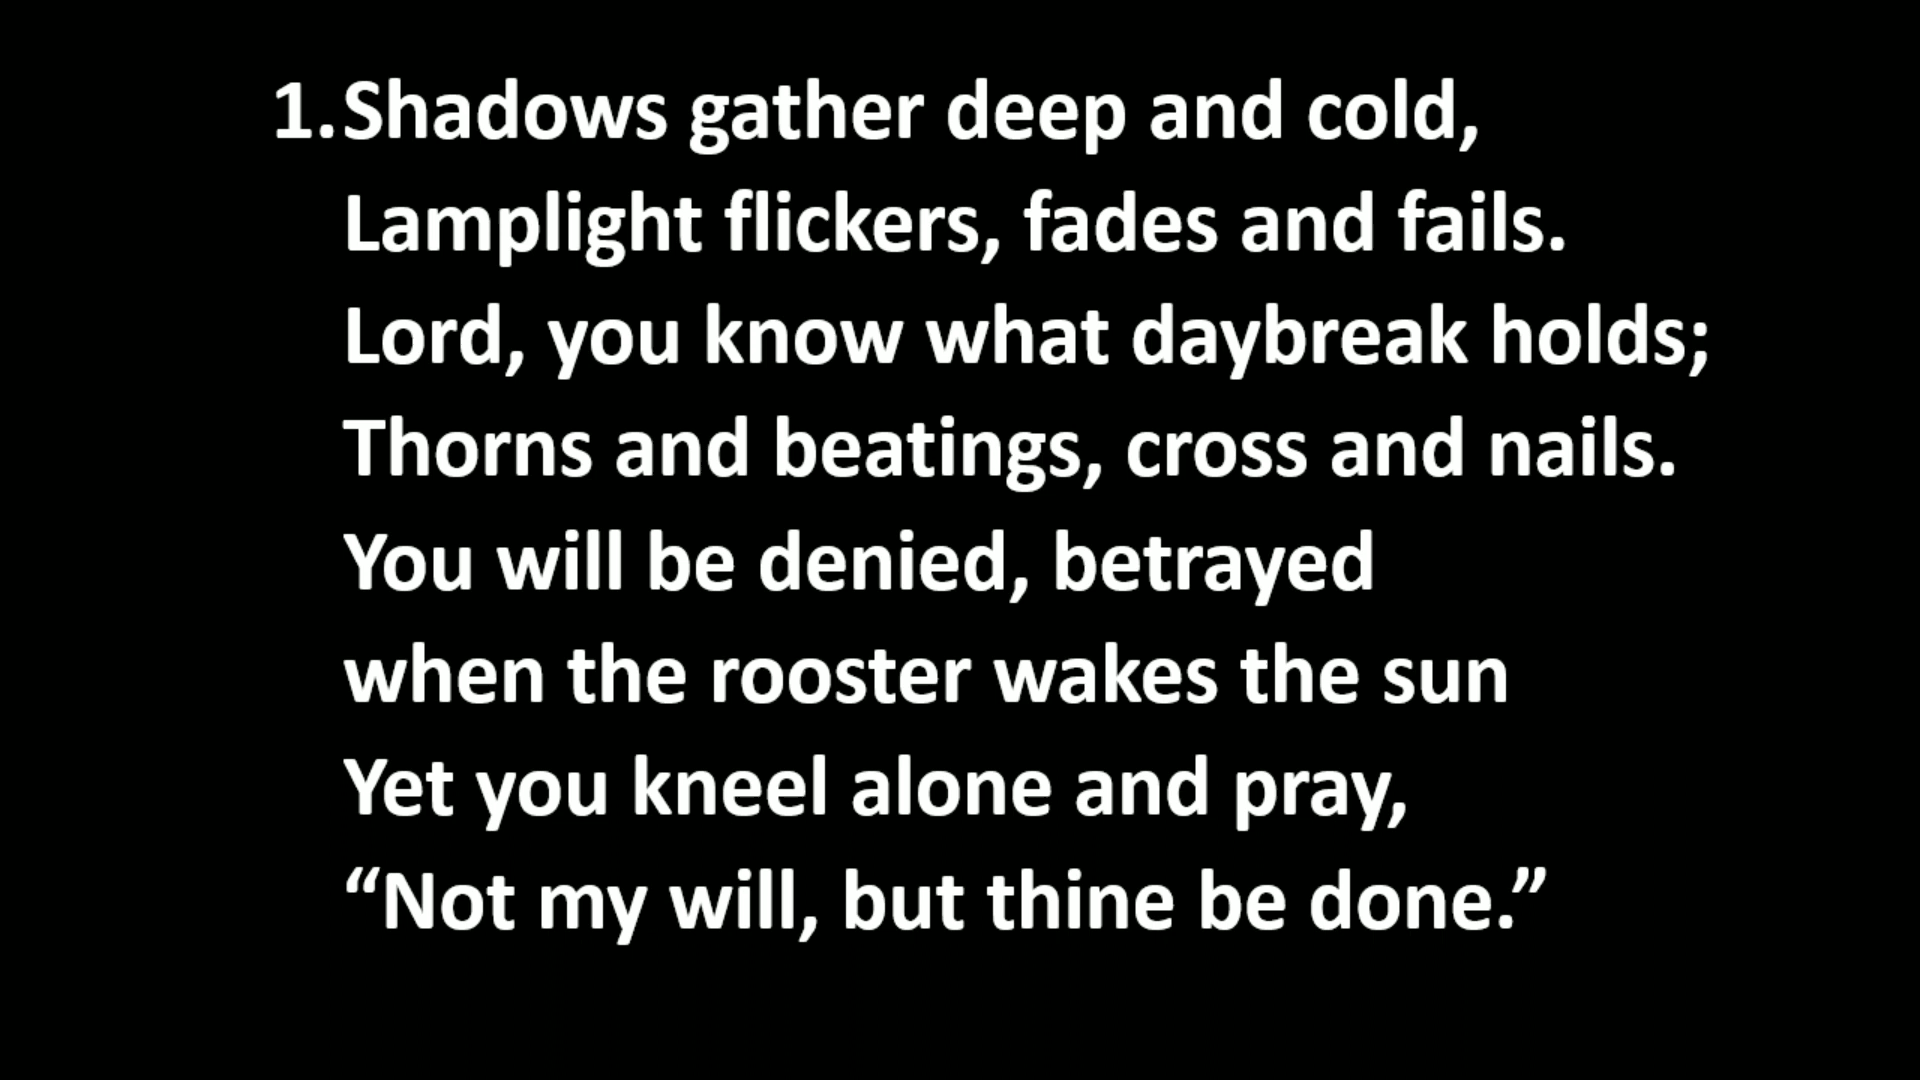 1. Shadows gather deep and cold,
Lamplight flickers, fades and fails.
Lord, you know what daybreak holds;
Thorns and beatings, cross and nails.
You will be denied, betrayed
when the rooster wakes the sun
Yet you kneel alone and pray,
“Not my will, but thine be done.”